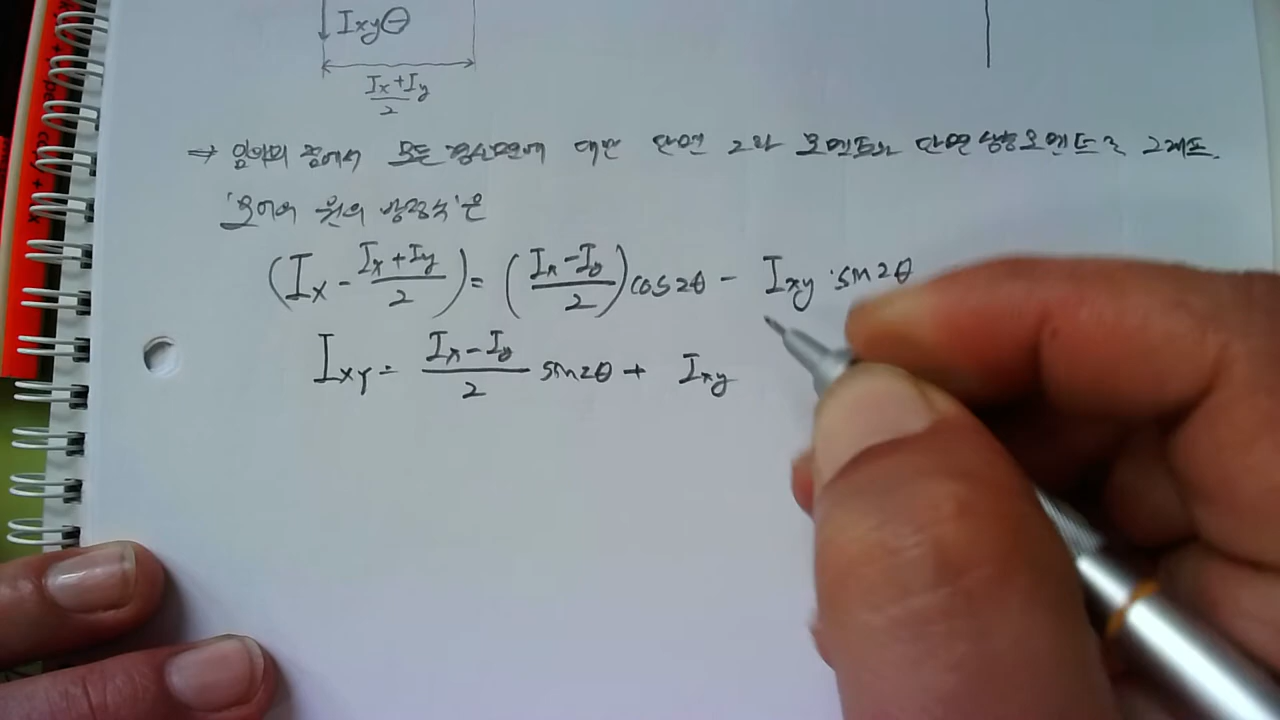 Ixyθ
Ix+Iy
2
⇒ 임의의 점에서 모든 경사면에 대한 단면 2차 모멘트와 단면상승모멘트를 그래프.
'모어의 원의 방정식'은
(Ix - (Ix+Iy)/2) = ((Ix-Iy)/2) cos2θ - Ixy·sin2θ
Ixy = (Ix-Iy)/2 sin2θ + Ixy